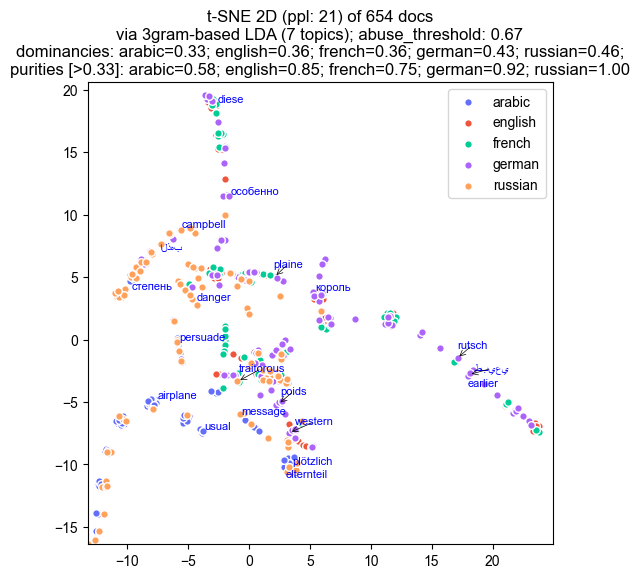 t-SNE 2D (ppl: 21) of 654 docs
via 3gram-based LDA (7 topics); abuse_threshold: 0.67
dominancies: arabic=0.33; english=0.36; french=0.36; german=0.43; russian=0.46;
purities [>0.33]: arabic=0.58; english=0.85; french=0.75; german=0.92; russian=1.00
20
15
10
5
0
−5
−10
−15
−10
−5
0
5
10
15
20
arabic
english
french
german
russian
diese
особенно
campbell
plaine
степень
danger
король
persuade
rutsch
traitorous
earlier
poids
airplane
message
western
usual
plötzlich
elternteil